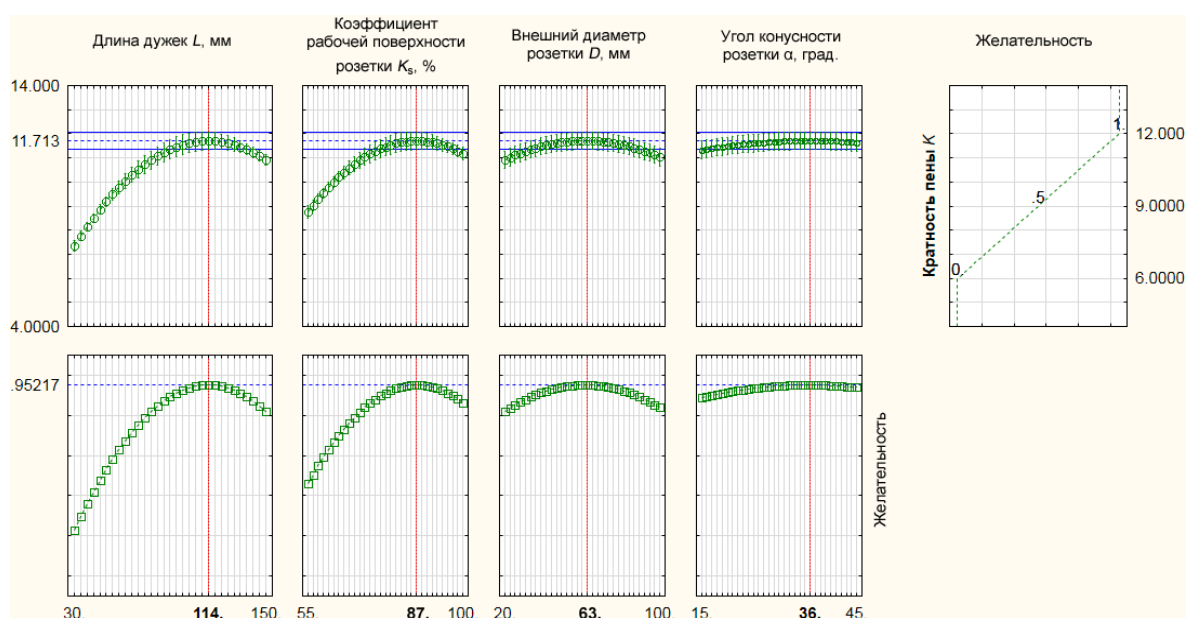 Длина дужек L, мм
Коэффициент
рабочей поверхности
розетки Ks, %
Внешний диаметр
розетки D, мм
Угол конусности
розетки α, град.
Желательность
14.000
11.713
4.0000
1.
.5
0.
Кратность пены K
12.000
9.0000
6.0000
.95217
Желательность
30. 114. 150. 55. 87. 100. 20. 63. 100. 15. 36. 45.